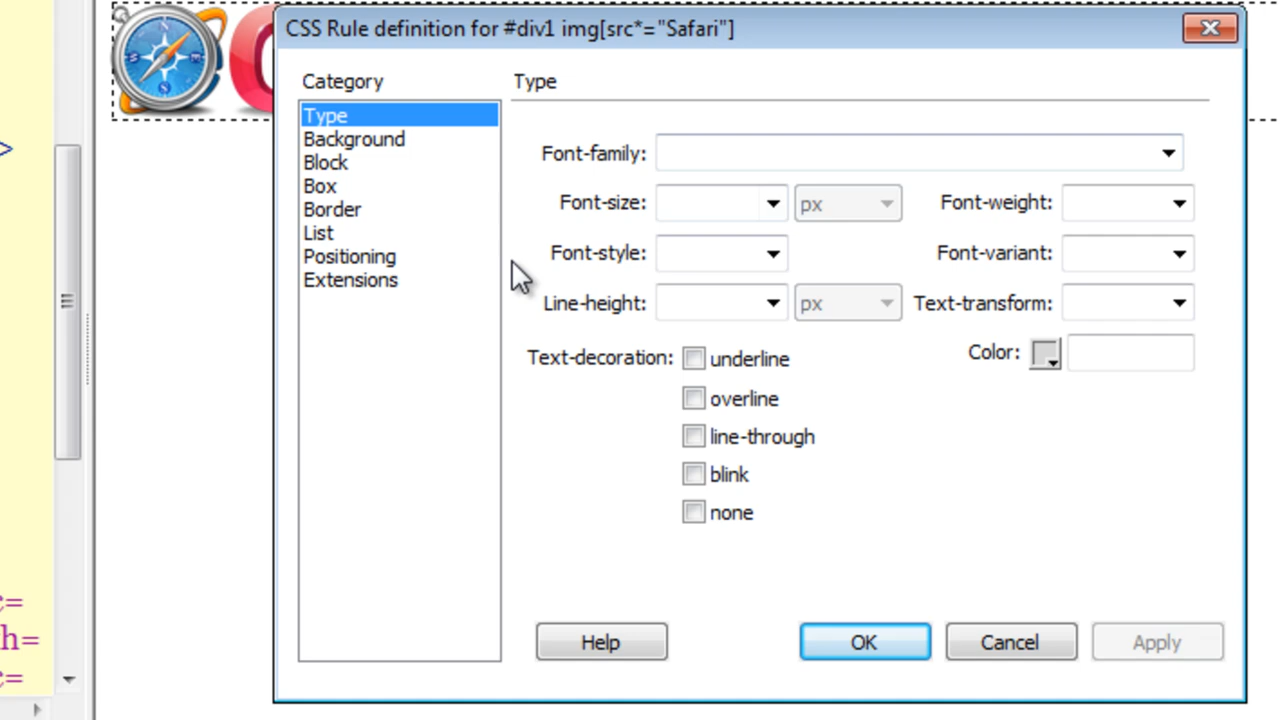 CSS Rule definition for #div1 img[src*="Safari"]
Category
Type
Type
Background
Block
Box
Border
List
Positioning
Extensions
Font-family:
Font-size:
px
Font-weight:
Font-style:
Font-variant:
Line-height:
px
Text-transform:
Text-decoration:
underline
Color:
overline
line-through
blink
none
Help
OK
Cancel
Apply
>
c=
h=
c=